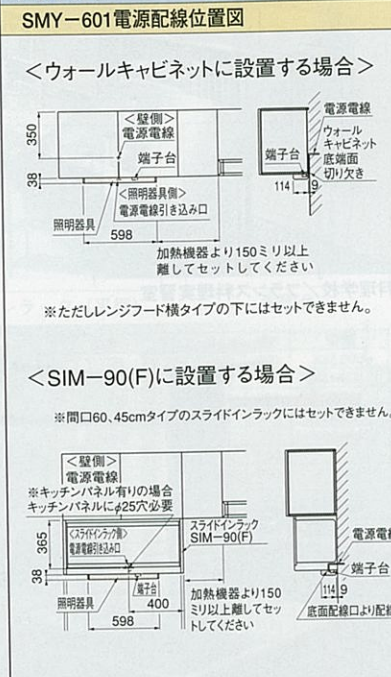 SMY-601電源配線位置図
＜ウォールキャビネットに設置する場合＞
350
38
＜壁側＞
電源電線
端子台
＜照明器具側＞
電源電線引き込み口
照明器具
598
加熱機器より150ミリ以上
離してセットしてください
電源電線
ウォール
キャビネット
底端面
切り欠き
端子台
114
9
※ただしレンジフード横タイプの下にはセットできません。
＜SIM-90(F)に設置する場合＞
※間口60、45cmタイプのスライドインラックにはセットできません。
＜壁側＞
電源電線
※キッチンパネル有りの場合
キッチンパネルにφ25穴必要
365
38
＜スライドインラック側＞
電源電線引き込み口
スライドインラック
SIM-90(F)
照明器具
端子台
400
598
加熱機器より150
ミリ以上離してセッ
トしてください
電源電
端子台
114
9
底面配線口より配線